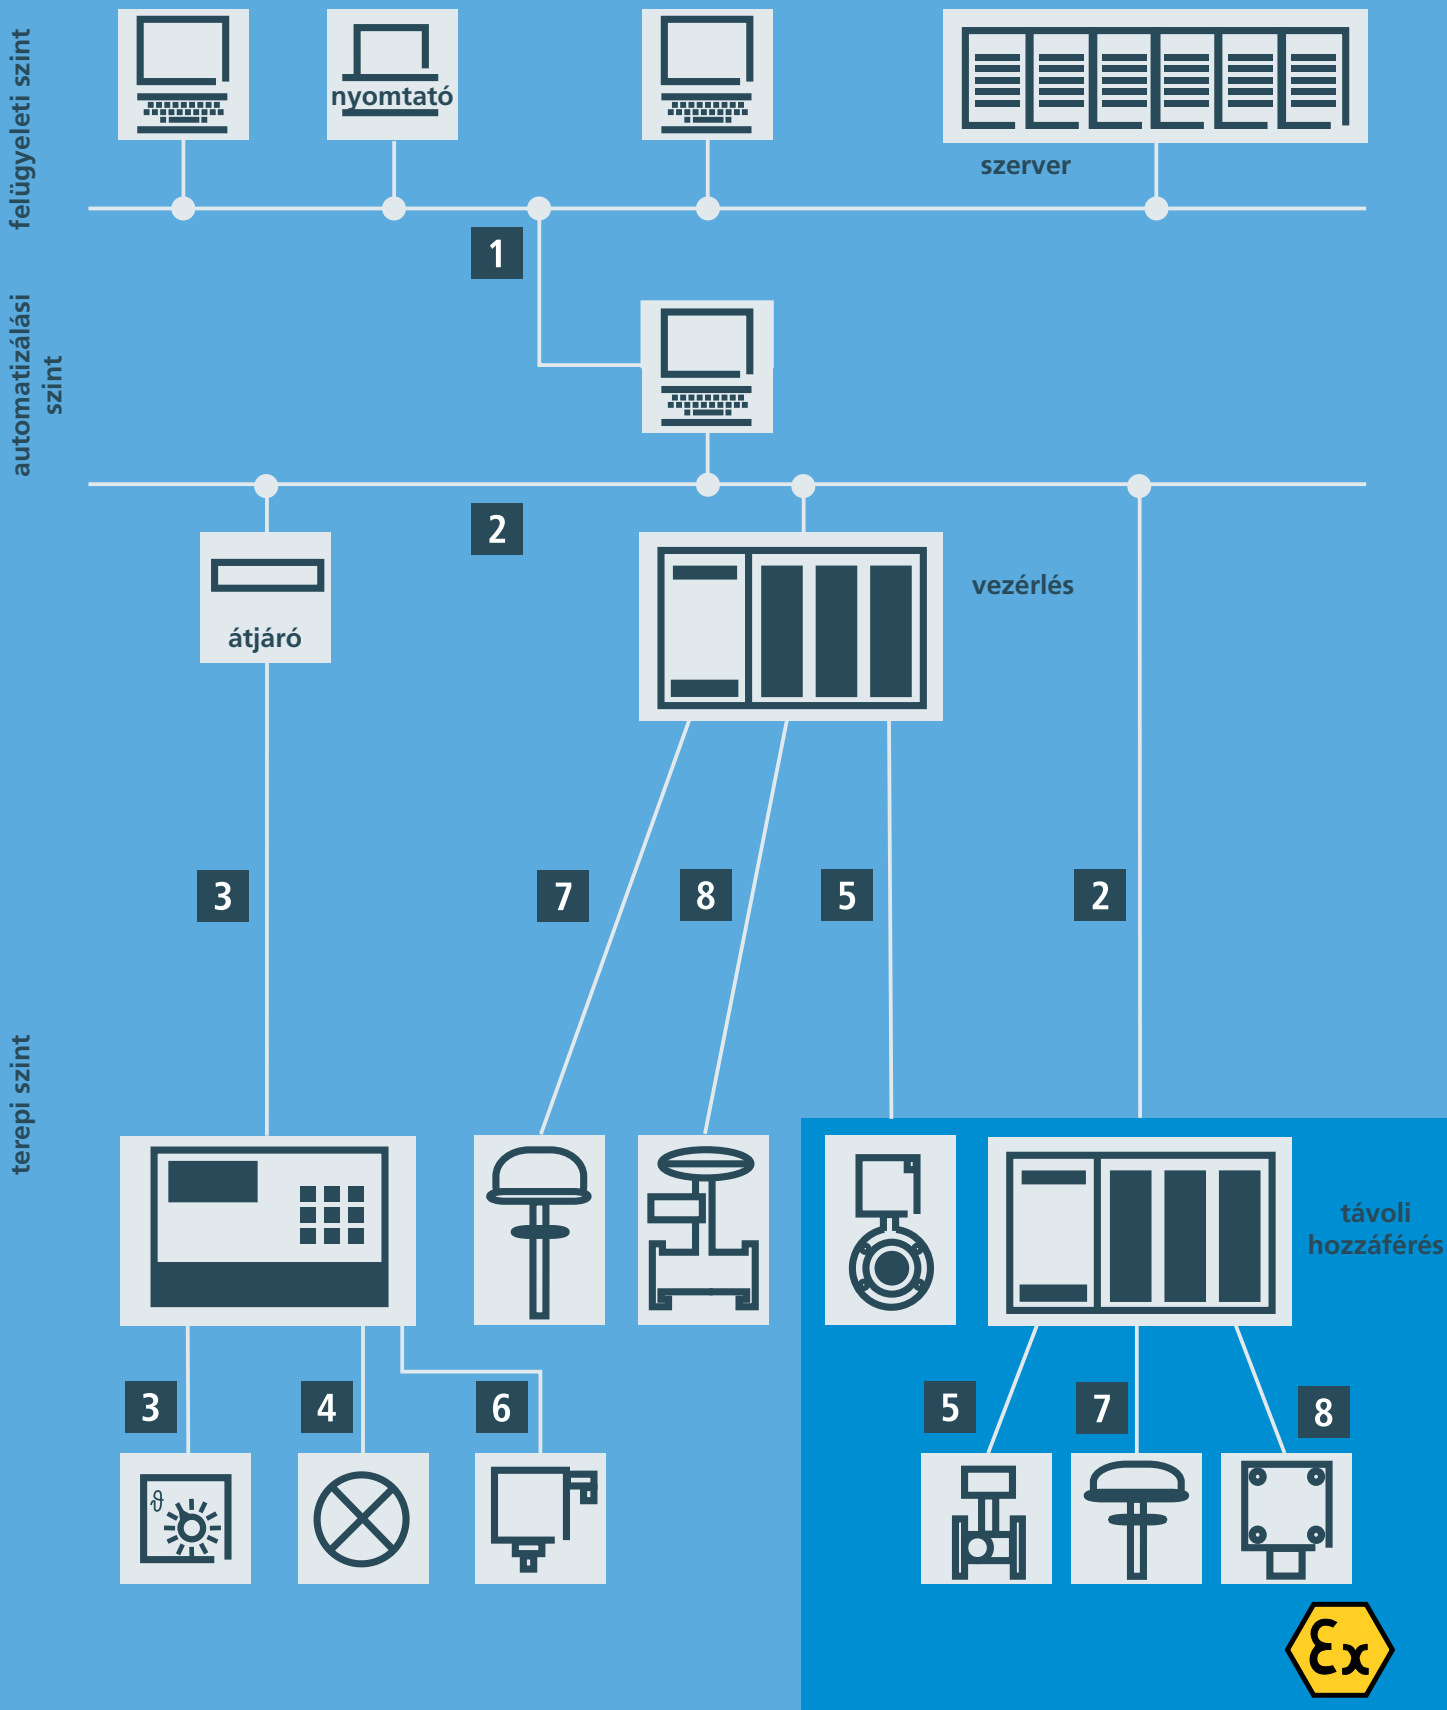 felügyeleti szint
nyomtató
szerver
1
automatizálási
szint
2
átjáró
vezérlés
3
7
8
5
2
terepi szint
távoli
hozzáférés
3
4
6
5
7
8
ϑ
Ex